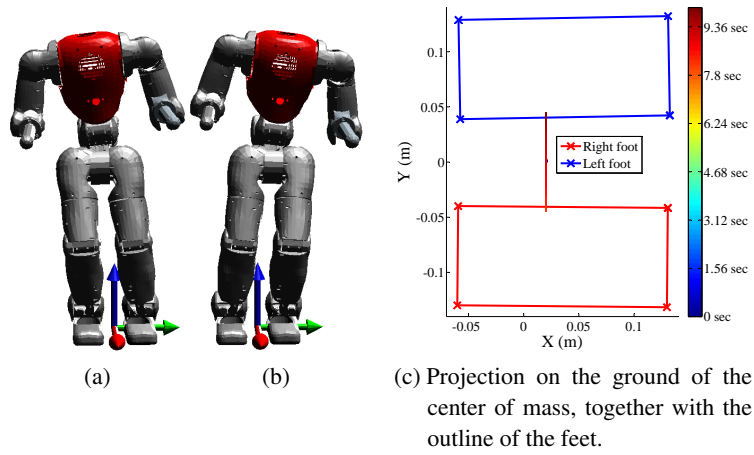 0.1
0.05
0
-0.05
-0.1
Y (m)
-0.05
0
0.05
0.1
X (m)
Right foot
Left foot
9.36 sec
7.8 sec
6.24 sec
4.68 sec
3.12 sec
1.56 sec
0 sec
(a)
(b)
(c) Projection on the ground of the
center of mass, together with the
outline of the feet.